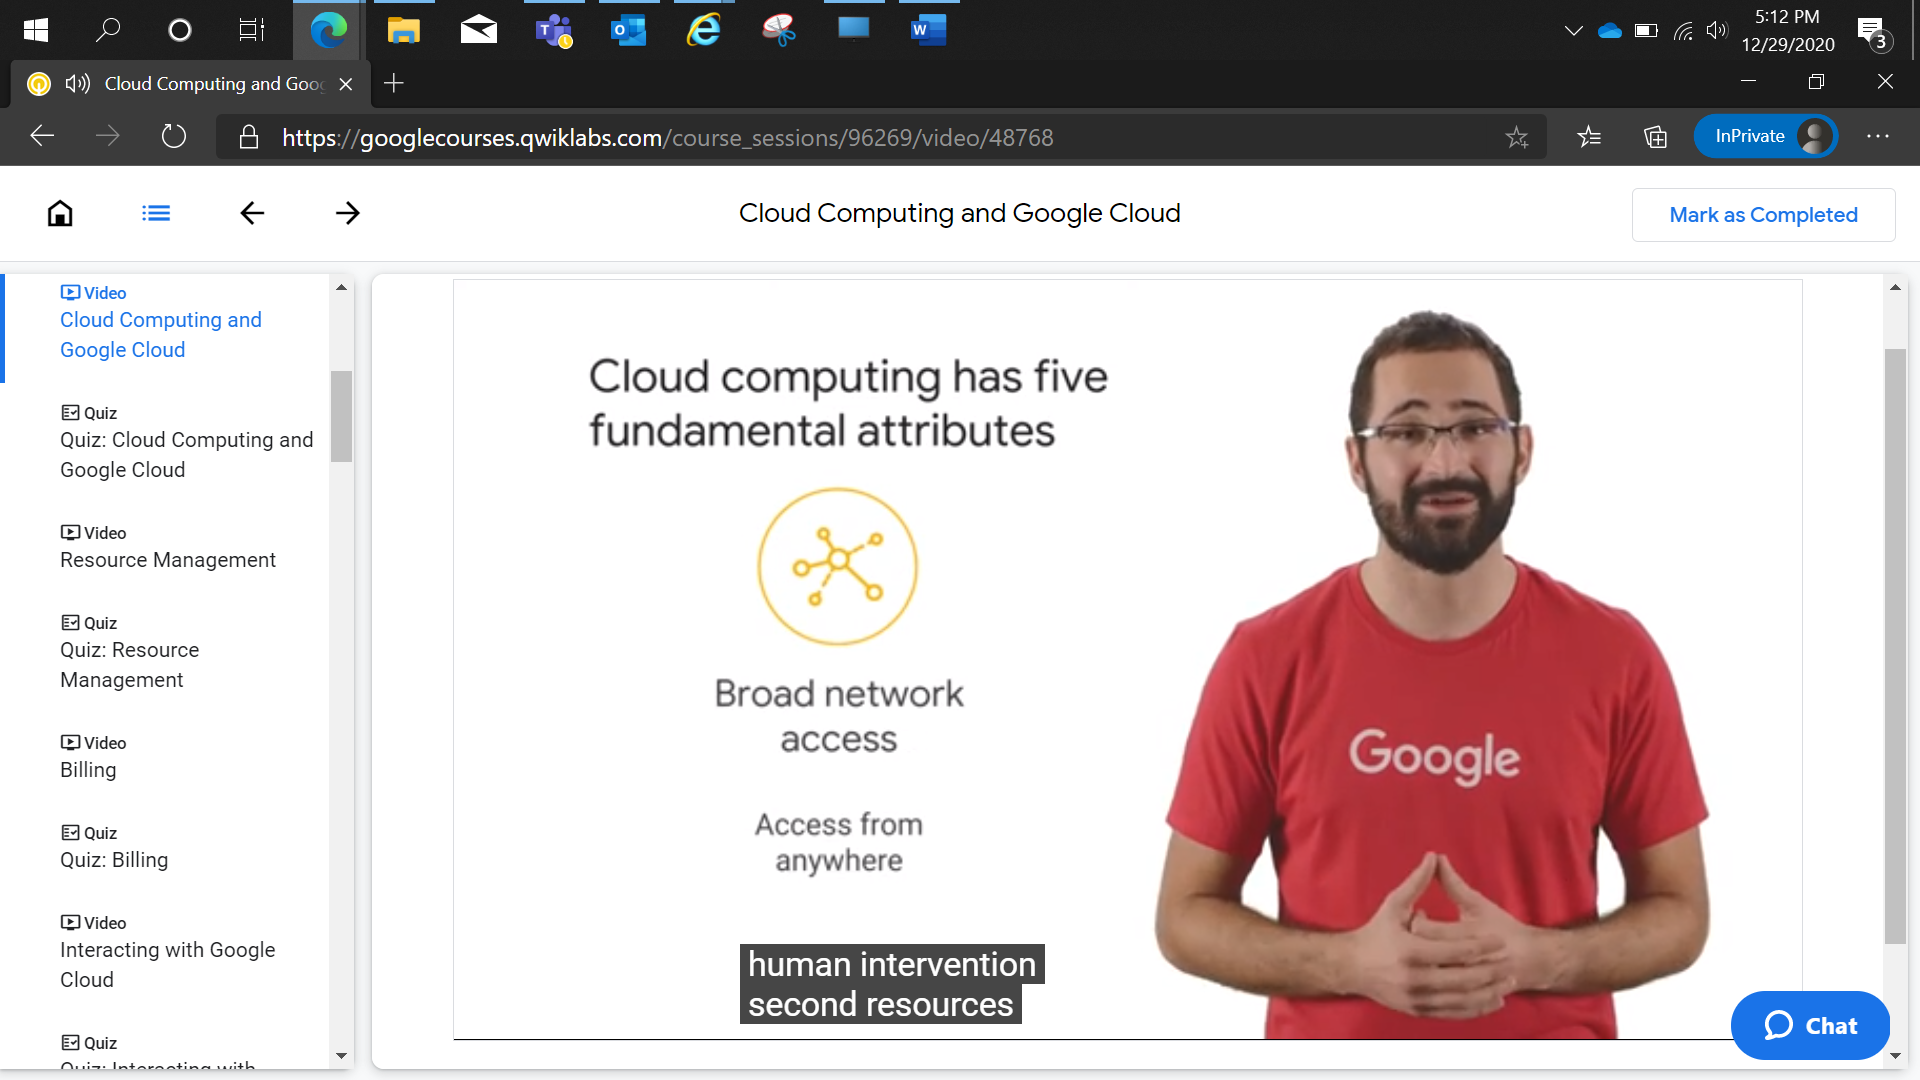 5:12 PM
12/29/2020
3
Cloud Computing and Goog
https://googlecourses.qwiklabs.com/course_sessions/96269/video/48768
InPrivate
Cloud Computing and Google Cloud
Mark as Completed
Video
Cloud Computing and
Google Cloud
Quiz
Quiz: Cloud Computing and
Google Cloud
Video
Resource Management
Quiz
Quiz: Resource
Management
Video
Billing
Quiz
Quiz: Billing
Video
Interacting with Google
Cloud
Quiz
Quiz: Interacting with
Cloud computing has five
fundamental attributes
Broad network
access
Access from
anywhere
Google
human intervention
second resources
Chat